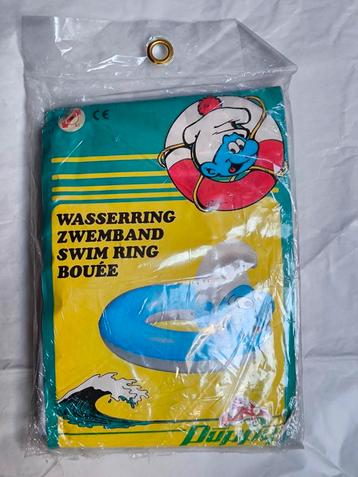 CE
WASSERRING
ZWEMBAND
SWIM RING
BOUÉE